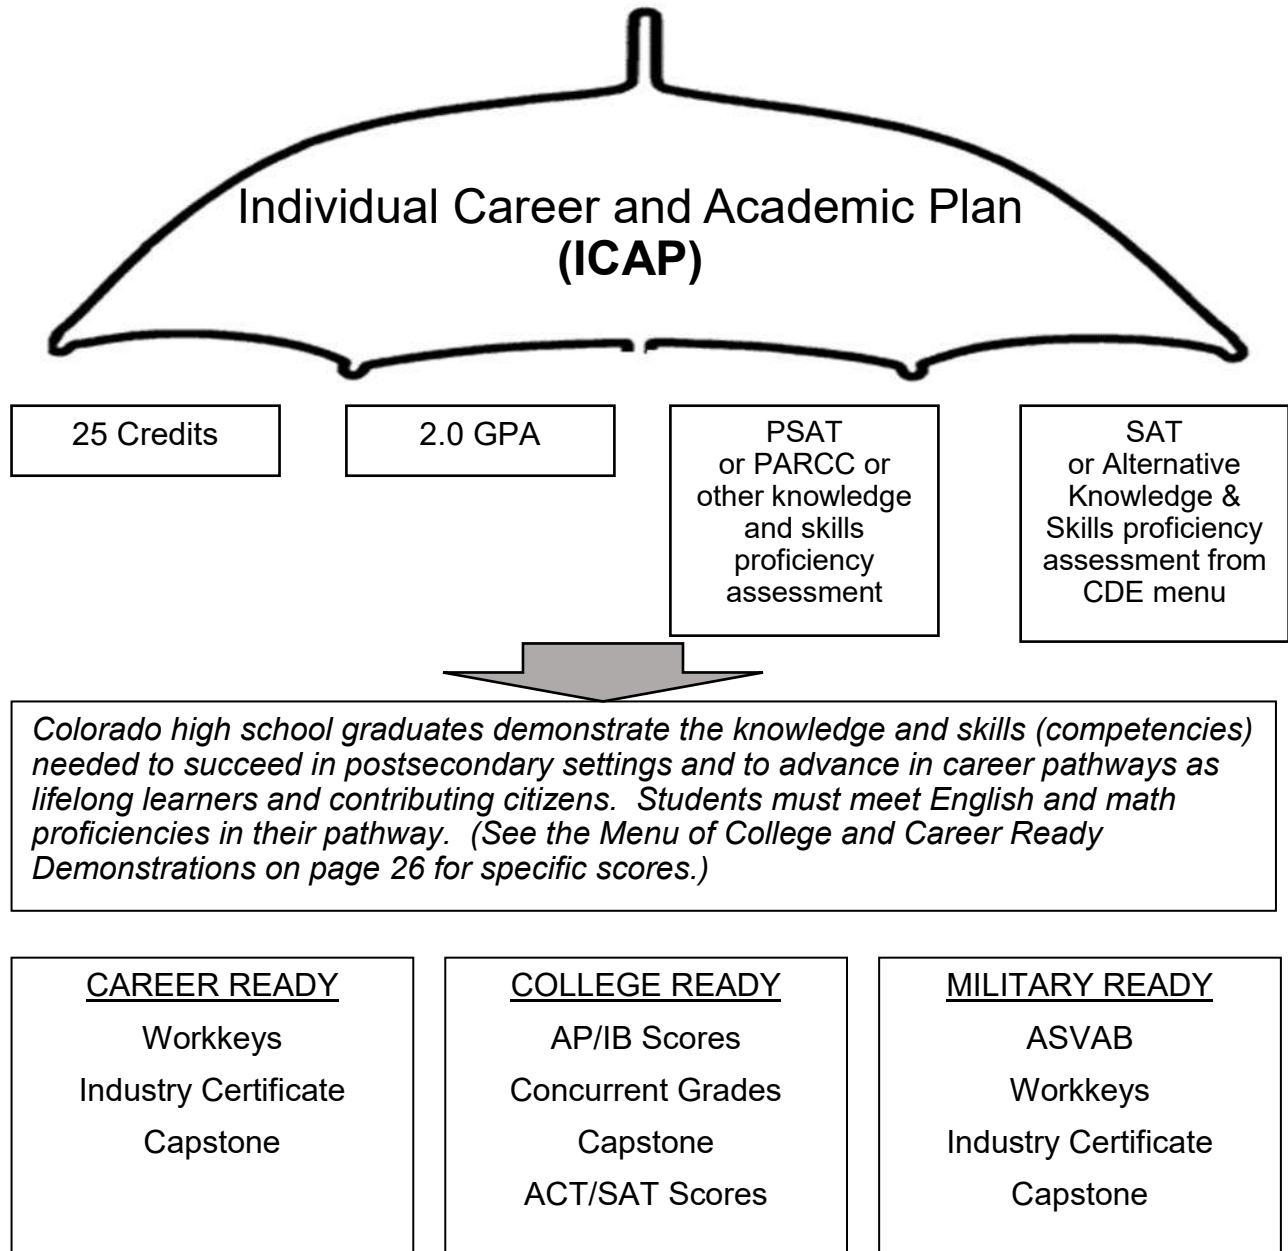 Individual Career and Academic Plan
(ICAP)
25 Credits
2.0 GPA
PSAT
or PARCC or
other knowledge
and skills
proficiency
assessment
SAT
or Alternative
Knowledge &
Skills proficiency
assessment from
CDE menu
Colorado high school graduates demonstrate the knowledge and skills (competencies)
needed to succeed in postsecondary settings and to advance in career pathways as
lifelong learners and contributing citizens.  Students must meet English and math
proficiencies in their pathway.  (See the Menu of College and Career Ready
Demonstrations on page 26 for specific scores.)
CAREER READY
Workkeys
Industry Certificate
Capstone
COLLEGE READY
AP/IB Scores
Concurrent Grades
Capstone
ACT/SAT Scores
MILITARY READY
ASVAB
Workkeys
Industry Certificate
Capstone